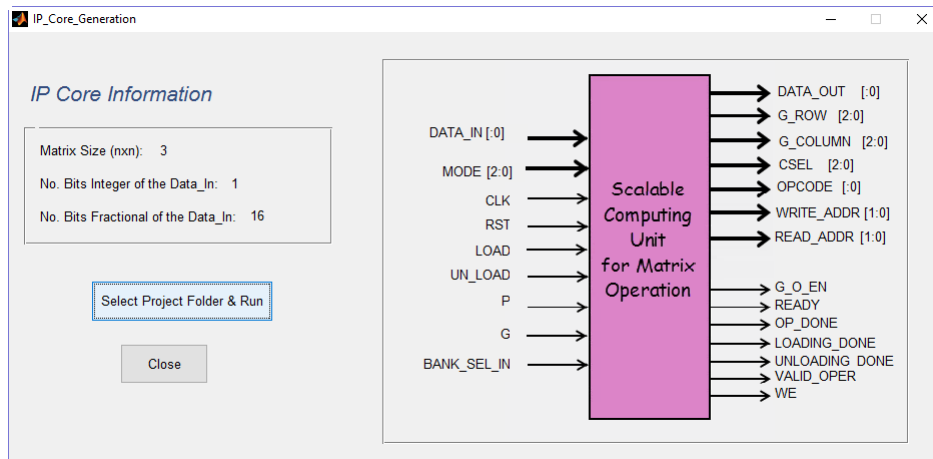 IP_Core_Generation
IP Core Information
Matrix Size (nxn): 3
No. Bits Integer of the Data_In: 1
No. Bits Fractional of the Data_In: 16
Select Project Folder & Run
Close
DATA_IN [:0]
MODE [2:0]
CLK
RST
LOAD
UN_LOAD
P
G
BANK_SEL_IN
Scalable
Computing
Unit
for Matrix
Operation
DATA_OUT [:0]
G_ROW [2:0]
G_COLUMN [2:0]
CSEL [2:0]
OPCODE [:0]
WRITE_ADDR [1:0]
READ_ADDR [1:0]
G_O_EN
READY
OP_DONE
LOADING_DONE
UNLOADING_DONE
VALID_OPER
WE